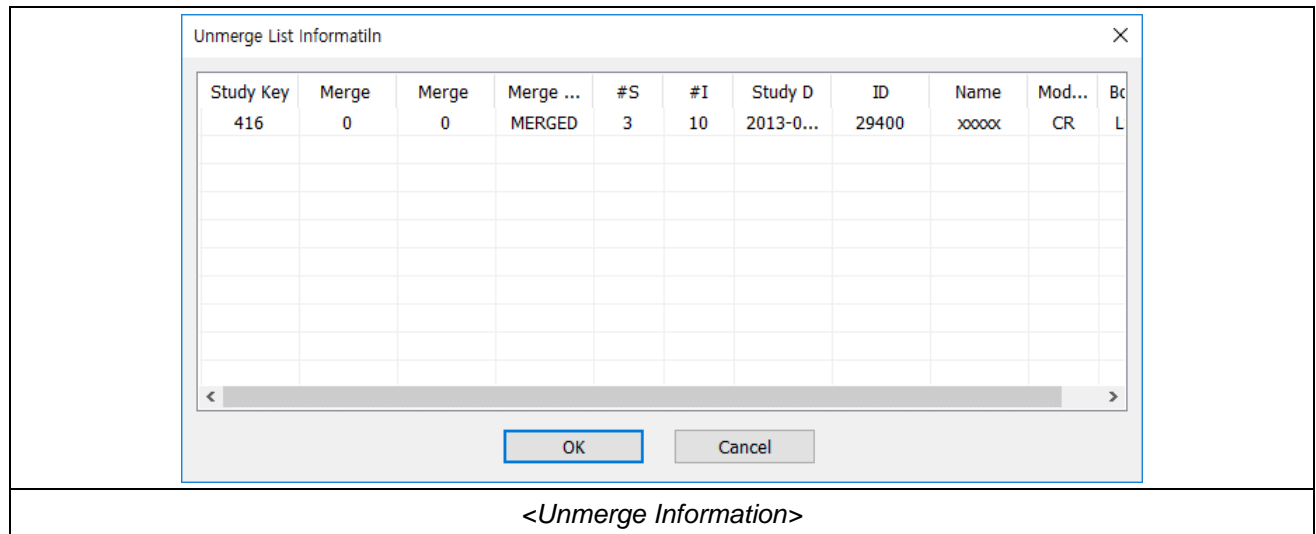 Unmerge List Informatiln
Study Key Merge Merge Merge ... #S #I Study D ID Name Mod... Bo
416 0 0 MERGED 3 10 2013-0... 29400 xxxxx CR L
OK Cancel
<Unmerge Information>